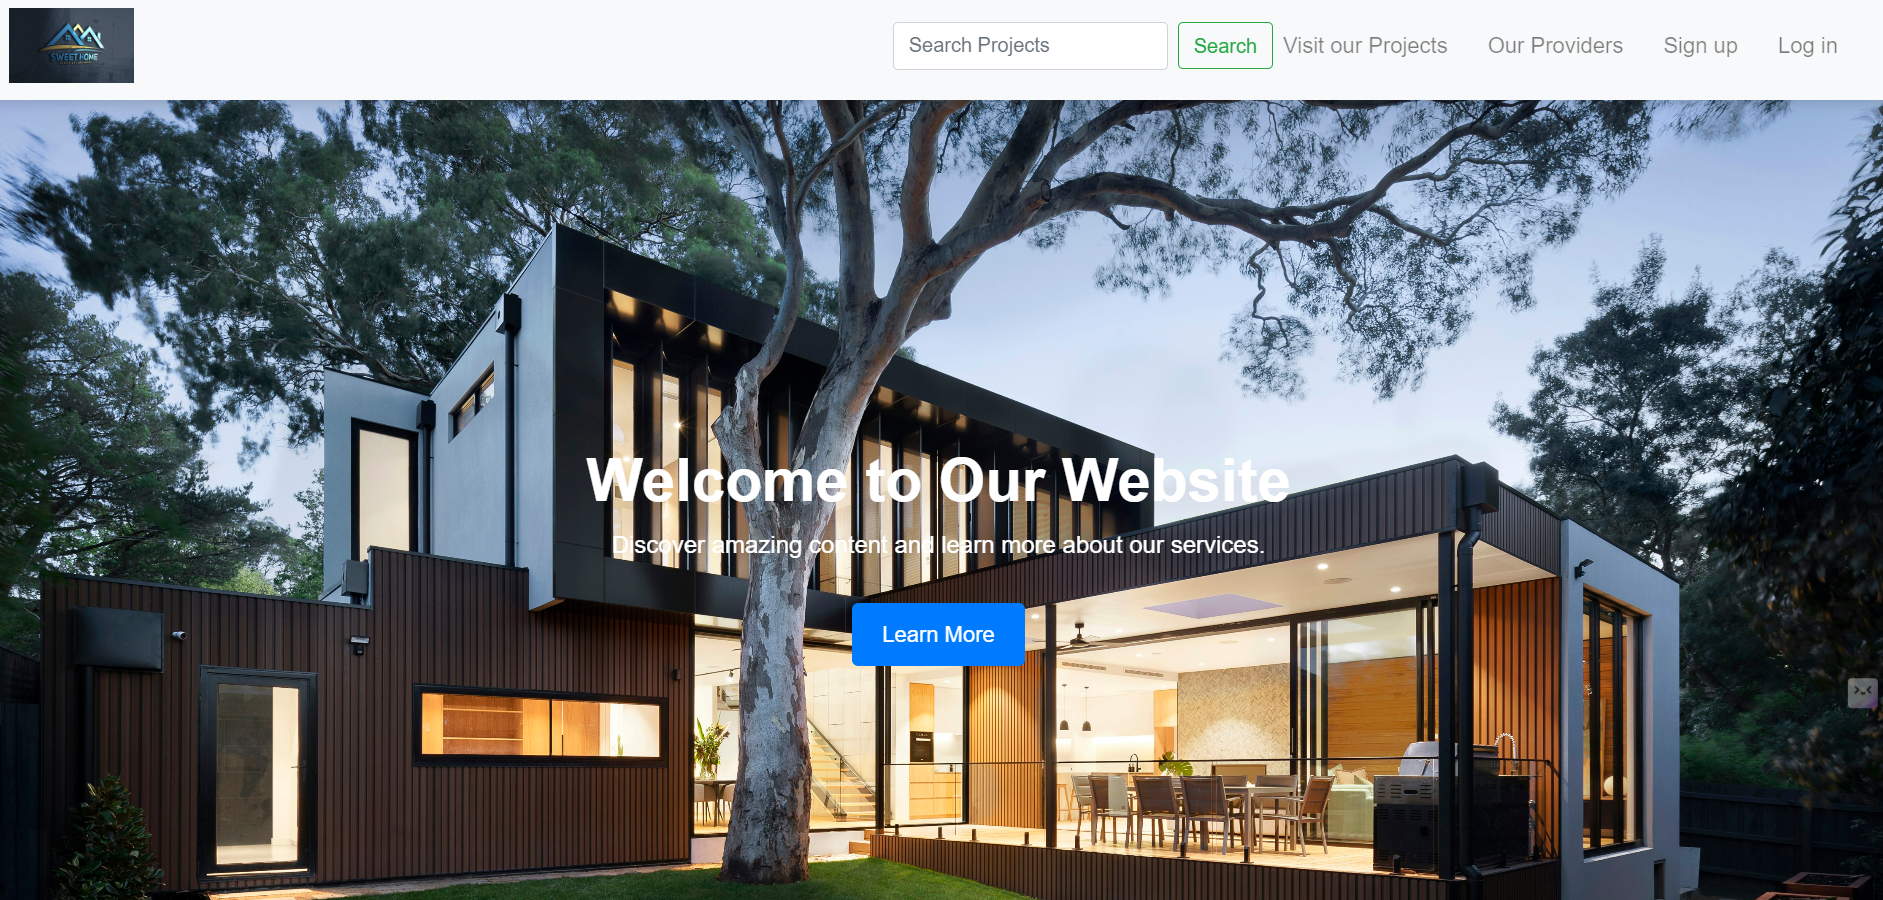 SWEET HOME
Search Projects
Search
Visit our Projects
Our Providers
Sign up
Log in
Welcome to Our Website
Discover amazing content and learn more about our services.
Learn More